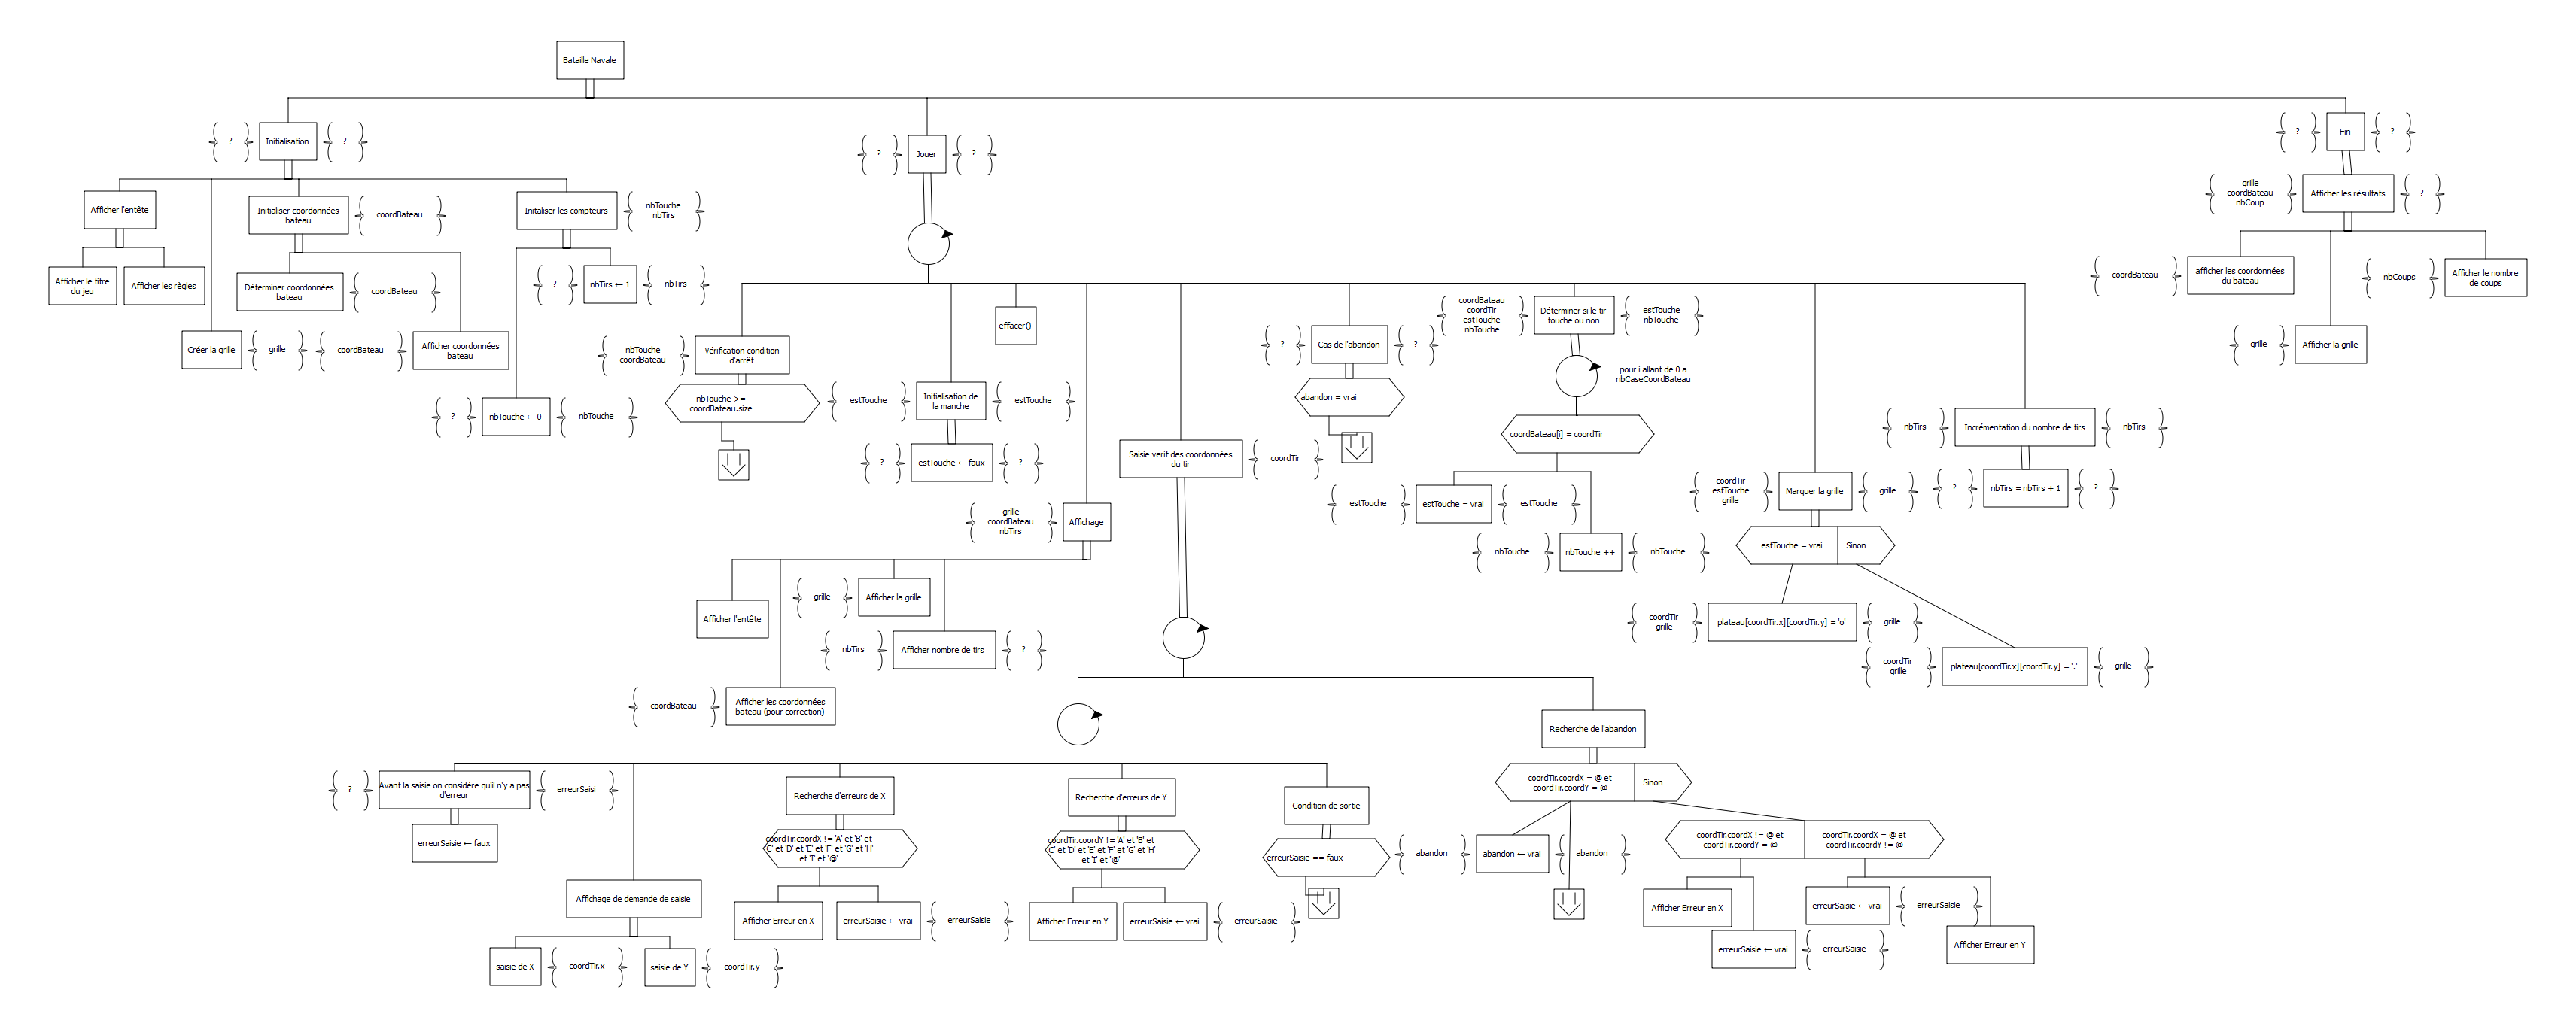 Bataille Navale
?
Initialisation
?
?
Jouer
?
?
Fin
?
Afficher l'entête
Initialiser coordonnées
bateau
coordBateau
Initaliser les compteurs
nbTouche
nbTirs
grille
coordBateau
nbCoup
Afficher les résultats
?
Afficher le titre
du jeu
Afficher les règles
Déterminer coordonnées
bateau
coordBateau
?
nbTirs ← 1
nbTirs
coordBateau
afficher les coordonnées
du bateau
nbCoups
Afficher le nombre
de coups
Créer la grille
grille
coordBateau
Afficher coordonnées
bateau
grille
Afficher la grille
?
nbTouche ← 0
nbTouche
nbTouche
coordBateau
Vérification condition
d'arrêt
nbTouche >=
coordBateau.size
effacer()
estTouche
Initialisation de
la manche
estTouche
?
estTouche ← faux
?
?
Cas de l'abandon
?
abandon = vrai
coordBateau
coordTir
estTouche
nbTouche
Déterminer si le tir
touche ou non
estTouche
nbTouche
pour i allant de 0 a
nbCaseCoordBateau
coordBateau[i] = coordTir
estTouche
estTouche = vrai
estTouche
nbTouche
nbTouche ++
nbTouche
nbTirs
Incrémentation du nombre de tirs
nbTirs
?
nbTirs = nbTirs + 1
?
coordTir
estTouche
grille
Marquer la grille
grille
estTouche = vrai
Sinon
coordTir
grille
plateau[coordTir.x][coordTir.y] = 'o'
grille
coordTir
grille
plateau[coordTir.x][coordTir.y] = '.'
grille
Saisie verif des coordonnées
du tir
coordTir
grille
coordBateau
nbTirs
Affichage
Afficher l'entête
grille
Afficher la grille
nbTirs
Afficher nombre de tirs
?
coordBateau
Afficher les coordonnées
bateau (pour correction)
?
Avant la saisie on considère qu'il n'y a pas
d'erreur
erreurSaisi
erreurSaisie ← faux
Affichage de demande de saisie
saisie de X
coordTir.x
saisie de Y
coordTir.y
Recherche d'erreurs de X
coordTir.coordX != 'A' et 'B' et
C' et 'D' et 'E' et 'F' et 'G' et 'H'
et 'I' et '@'
Afficher Erreur en X
erreurSaisie ← vrai
erreurSaisie
Recherche d'erreurs de Y
coordTir.coordY != 'A' et 'B' et
C' et 'D' et 'E' et 'F' et 'G' et 'H'
et 'I' et '@'
Afficher Erreur en Y
erreurSaisie ← vrai
erreurSaisie
Condition de sortie
erreurSaisie == faux
Recherche de l'abandon
coordTir.coordX = @ et
coordTir.coordY = @
Sinon
abandon
abandon ← vrai
abandon
coordTir.coordX != @ et
coordTir.coordY = @
coordTir.coordX = @ et
coordTir.coordY != @
Afficher Erreur en X
erreurSaisie ← vrai
erreurSaisie
erreurSaisie ← vrai
erreurSaisie
Afficher Erreur en Y